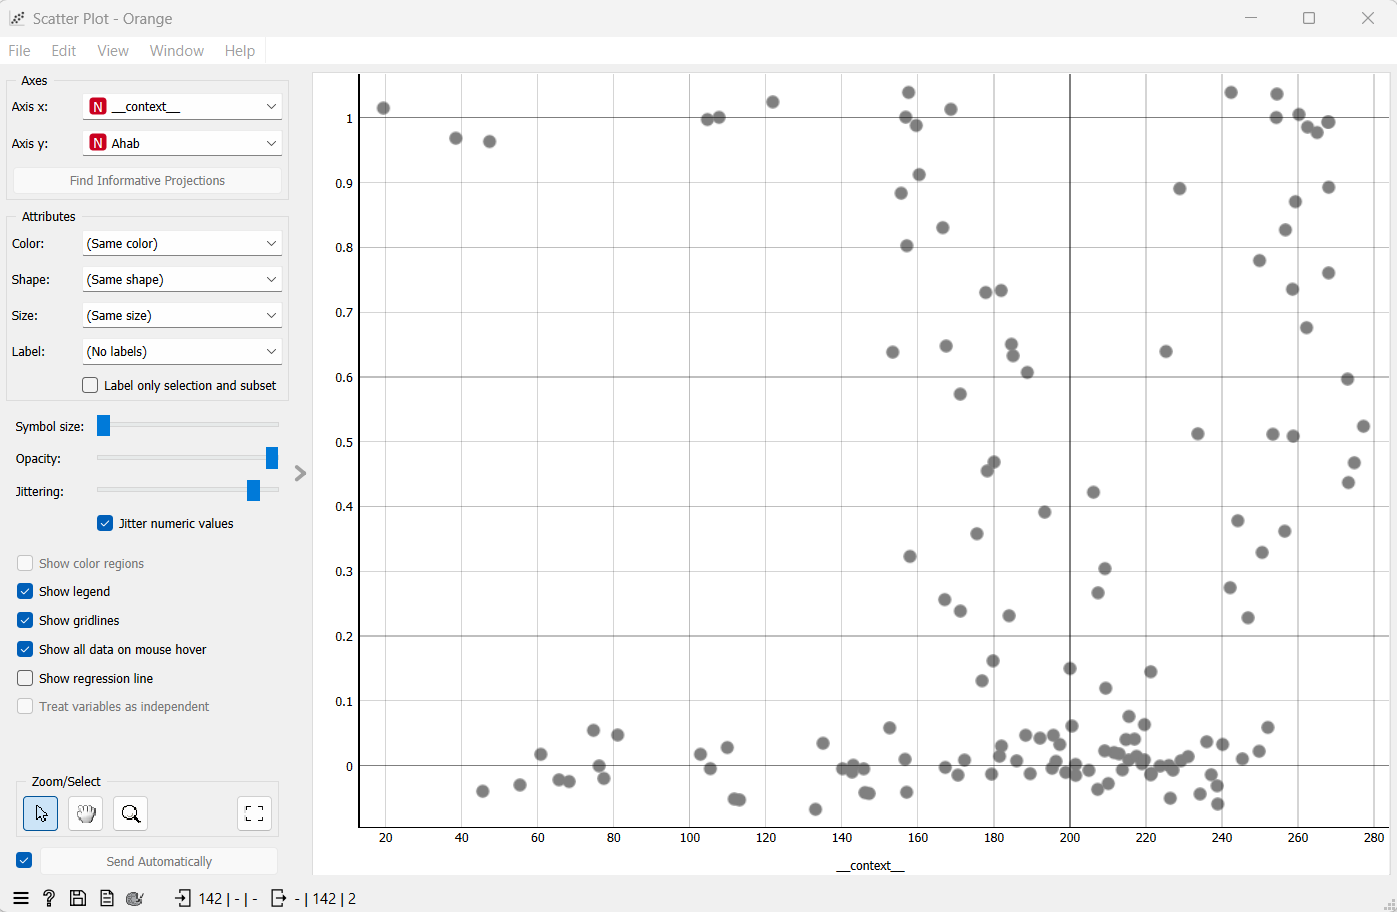 Scatter Plot - Orange
File Edit View Window Help
Axes
Axis x: N __context__
Axis y: N Ahab
Find Informative Projections
Attributes
Color: (Same color)
Shape: (Same shape)
Size: (Same size)
Label: (No labels)
Label only selection and subset
Symbol size:
Opacity:
Jittering:
Jitter numeric values
Show color regions
Show legend
Show gridlines
Show all data on mouse hover
Show regression line
Treat variables as independent
Zoom/Select
Send Automatically
142 | - | - - | 142 | 2
1
0.9
0.8
0.7
0.6
0.5
0.4
0.3
0.2
0.1
0
20 40 60 80 100 120 140 160 180 200 220 240 260 280
__context__